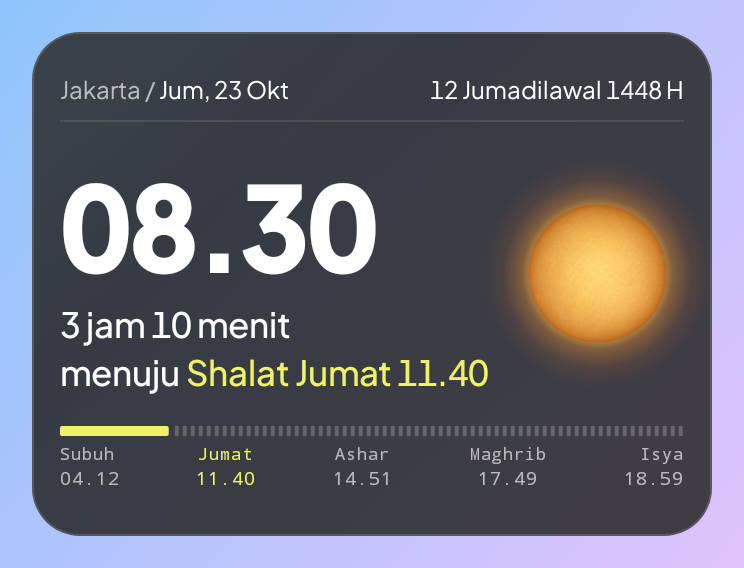 Jakarta / Jum, 23 Okt
12 Jumadilawal 1448 H
08.30
3 jam 10 menit
menuju Shalat Jumat 11.40
Subuh Jumat Ashar Maghrib Isya
04.12 11.40 14.51 17.49 18.59